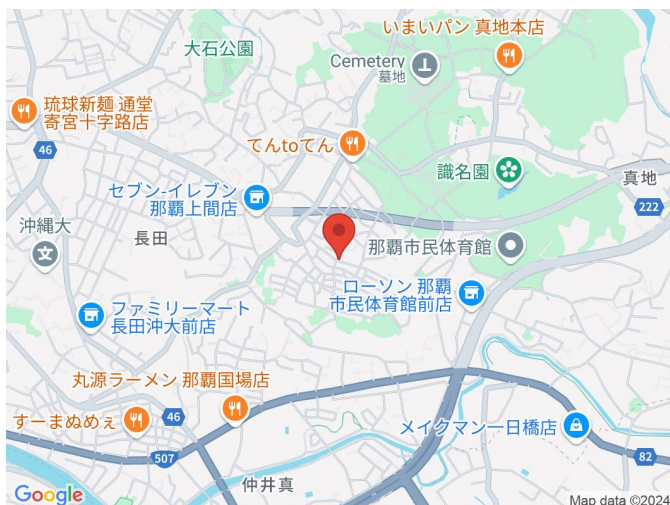 いまいパン 真地本店
大石公園
Cemetery
墓地
琉球新麺 通堂
寄宮十字路店
46
てんtoてん
識名園
真地
セブン-イレブン
那覇上間店
222
沖縄大
長田
那覇市民体育館
ローソン 那覇
市民体育館前店
ファミリーマート
長田沖大前店
丸源ラーメン 那覇国場店
すーまぬめぇ
46
メイクマン一日橋店
507
82
仲井真
Google
Map data ©2024